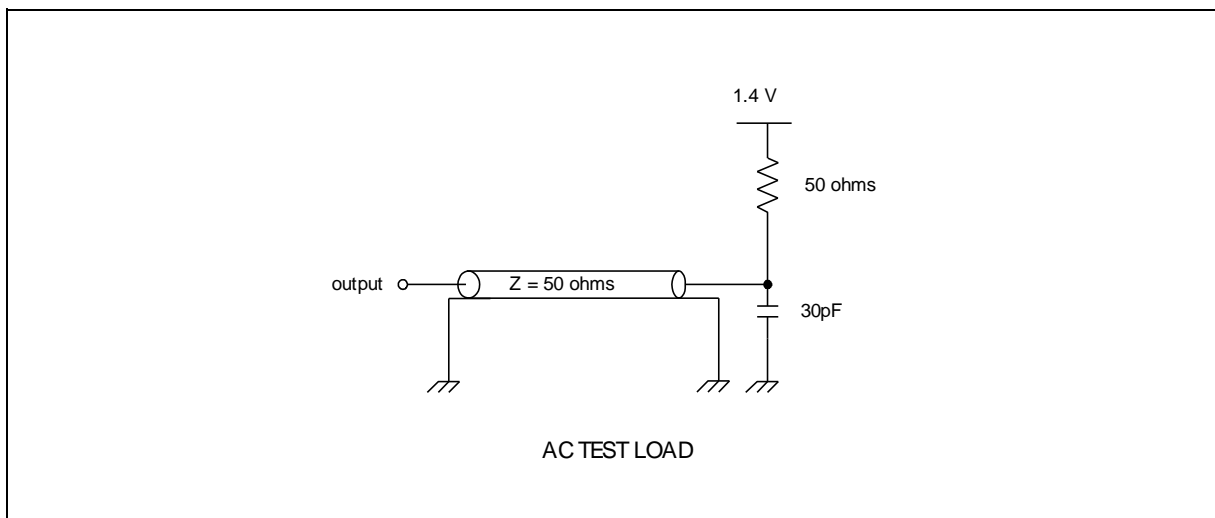 1.4 V
50 ohms
output
Z = 50 ohms
30pF
AC TEST LOAD